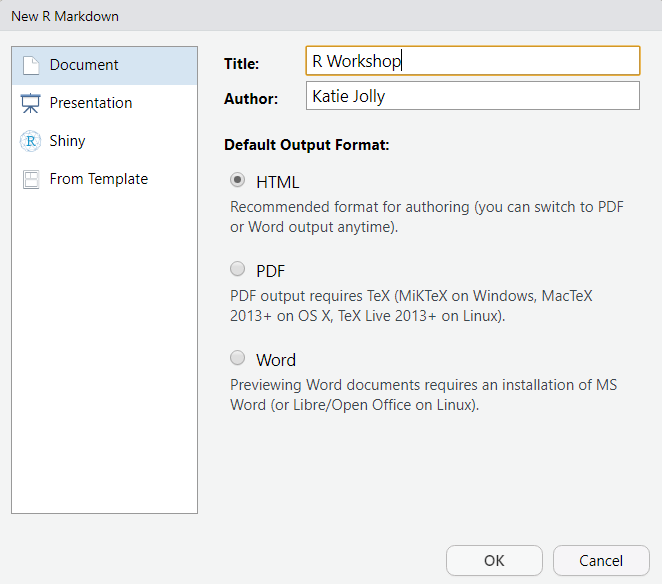 New R Markdown
Document
Presentation
R Shiny
From Template
Title: R Workshop
Author: Katie Jolly
Default Output Format:
HTML
Recommended format for authoring (you can switch to PDF
or Word output anytime).
PDF
PDF output requires TeX (MiKTeX on Windows, MacTeX
2013+ on OS X, TeX Live 2013+ on Linux).
Word
Previewing Word documents requires an installation of MS
Word (or Libre/Open Office on Linux).
OK Cancel